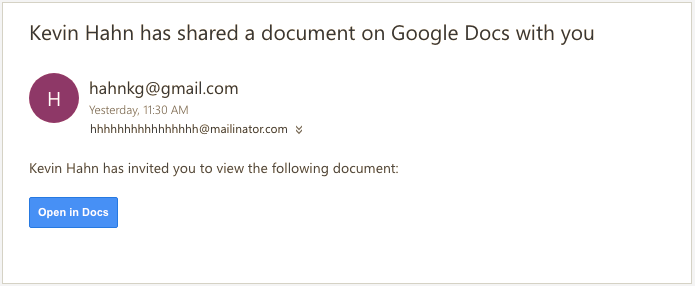 Kevin Hahn has shared a document on Google Docs with you
H
hahnkg@gmail.com
Yesterday, 11:30 AM
hhhhhhhhhhhhhhhh@mailinator.com
Kevin Hahn has invited you to view the following document:
Open in Docs